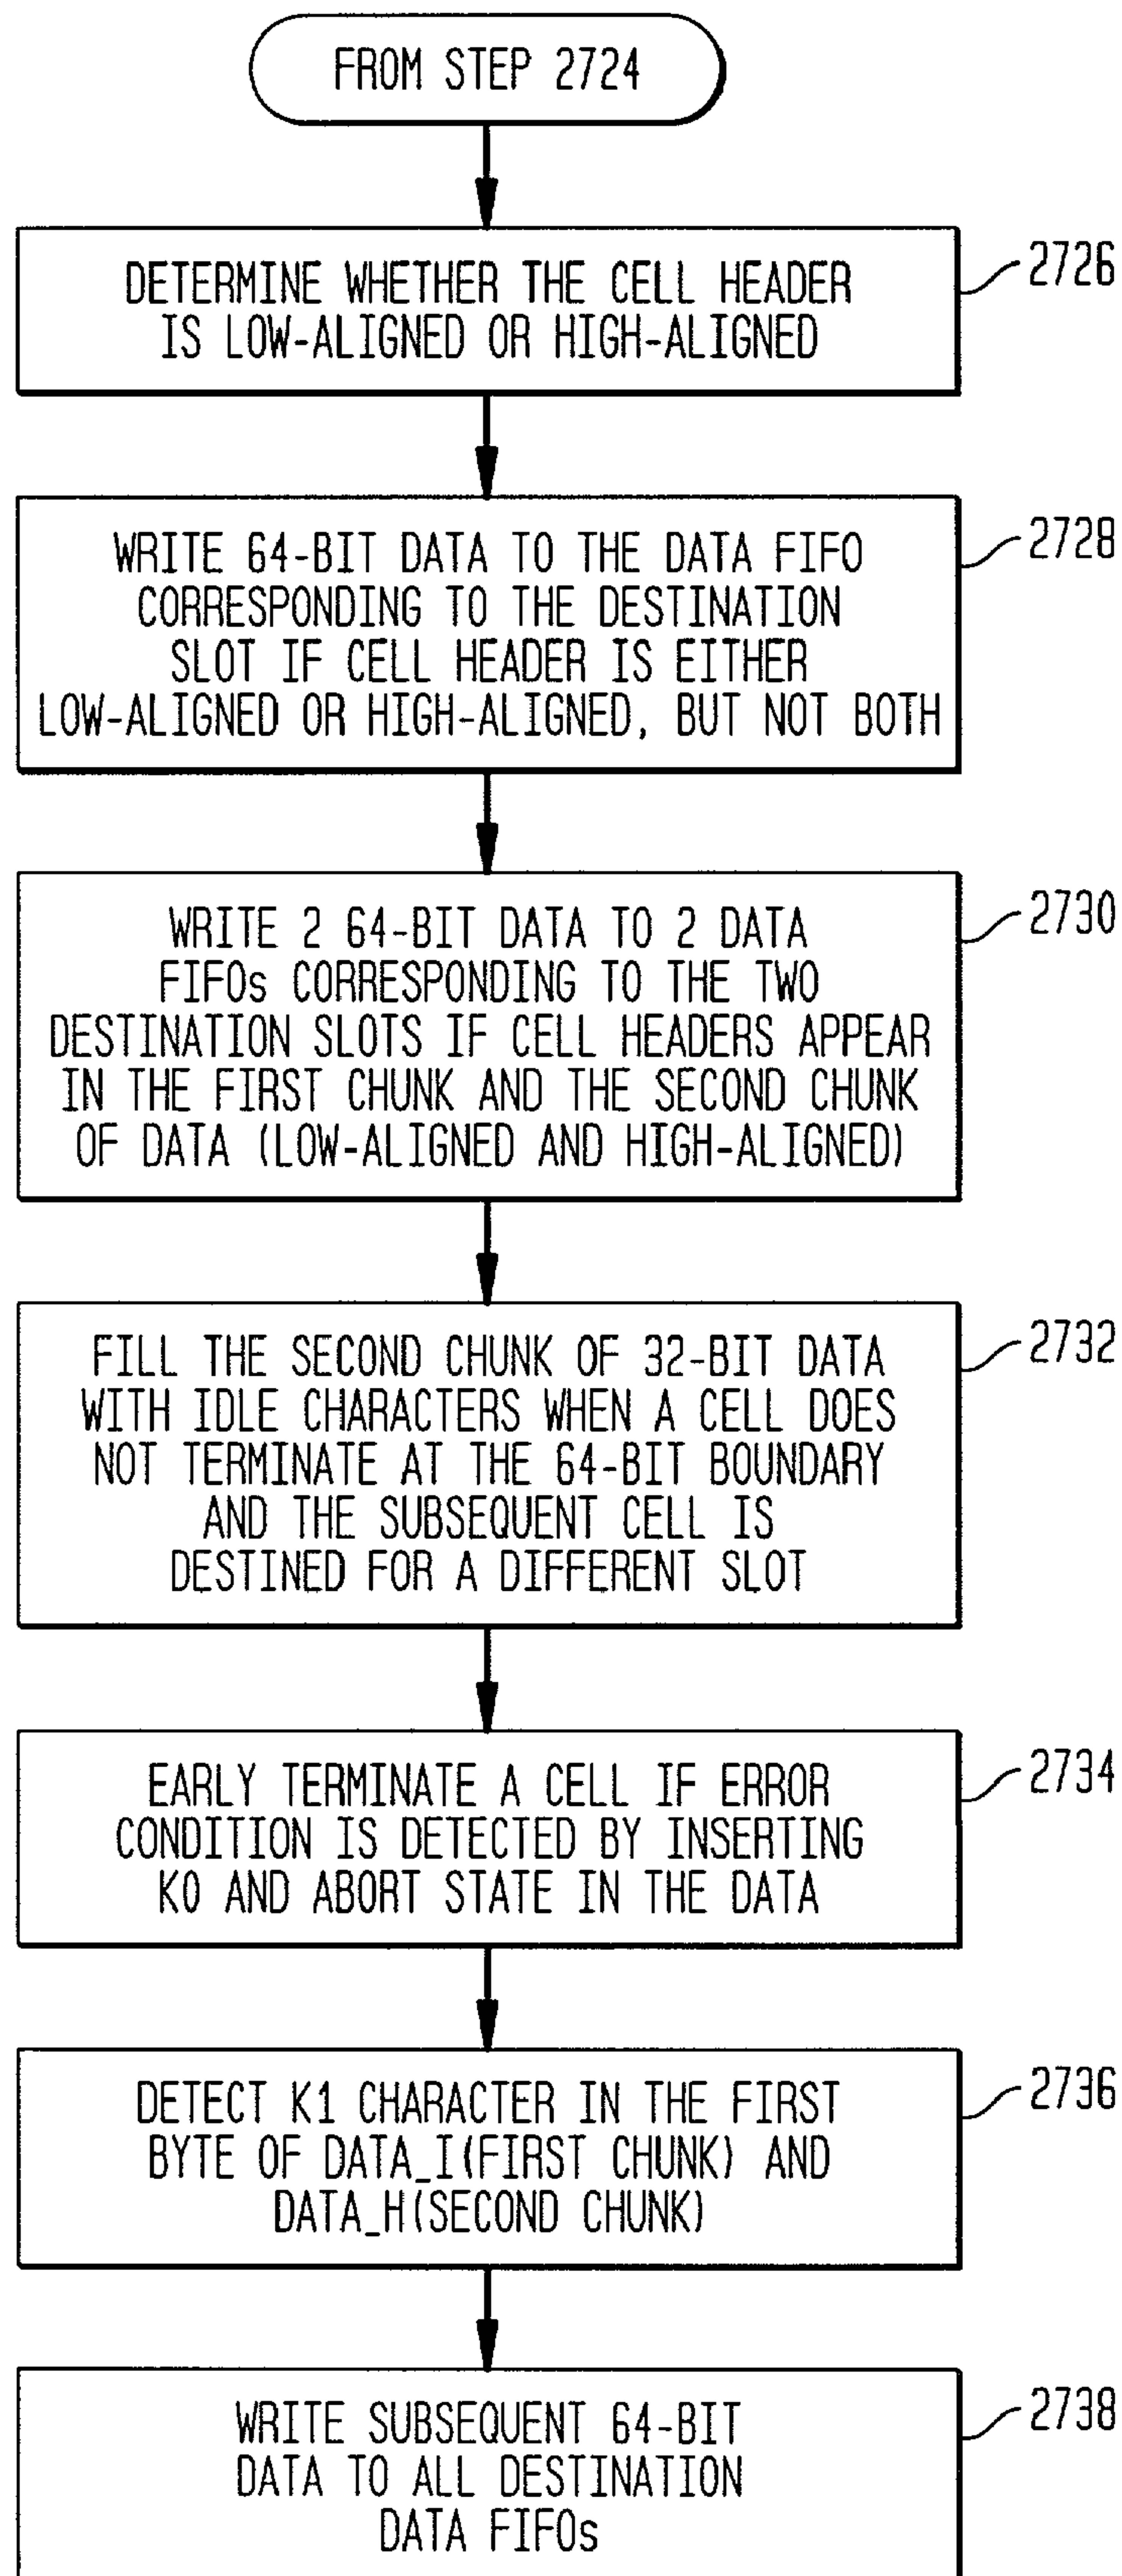 FROM STEP 2724
DETERMINE WHETHER THE CELL HEADER
IS LOW-ALIGNED OR HIGH-ALIGNED
2726
WRITE 64-BIT DATA TO THE DATA FIFO
CORRESPONDING TO THE DESTINATION
SLOT IF CELL HEADER IS EITHER
LOW-ALIGNED OR HIGH-ALIGNED, BUT NOT BOTH
2728
WRITE 2 64-BIT DATA TO 2 DATA
FIFOs CORRESPONDING TO THE TWO
DESTINATION SLOTS IF CELL HEADERS APPEAR
IN THE FIRST CHUNK AND THE SECOND CHUNK
OF DATA (LOW-ALIGNED AND HIGH-ALIGNED)
2730
FILL THE SECOND CHUNK OF 32-BIT DATA
WITH IDLE CHARACTERS WHEN A CELL DOES
NOT TERMINATE AT THE 64-BIT BOUNDARY
AND THE SUBSEQUENT CELL IS
DESTINED FOR A DIFFERENT SLOT
2732
EARLY TERMINATE A CELL IF ERROR
CONDITION IS DETECTED BY INSERTING
K0 AND ABORT STATE IN THE DATA
2734
DETECT K1 CHARACTER IN THE FIRST
BYTE OF DATA_I(FIRST CHUNK) AND
DATA_H(SECOND CHUNK)
2736
WRITE SUBSEQUENT 64-BIT
DATA TO ALL DESTINATION
DATA FIFOs
2738